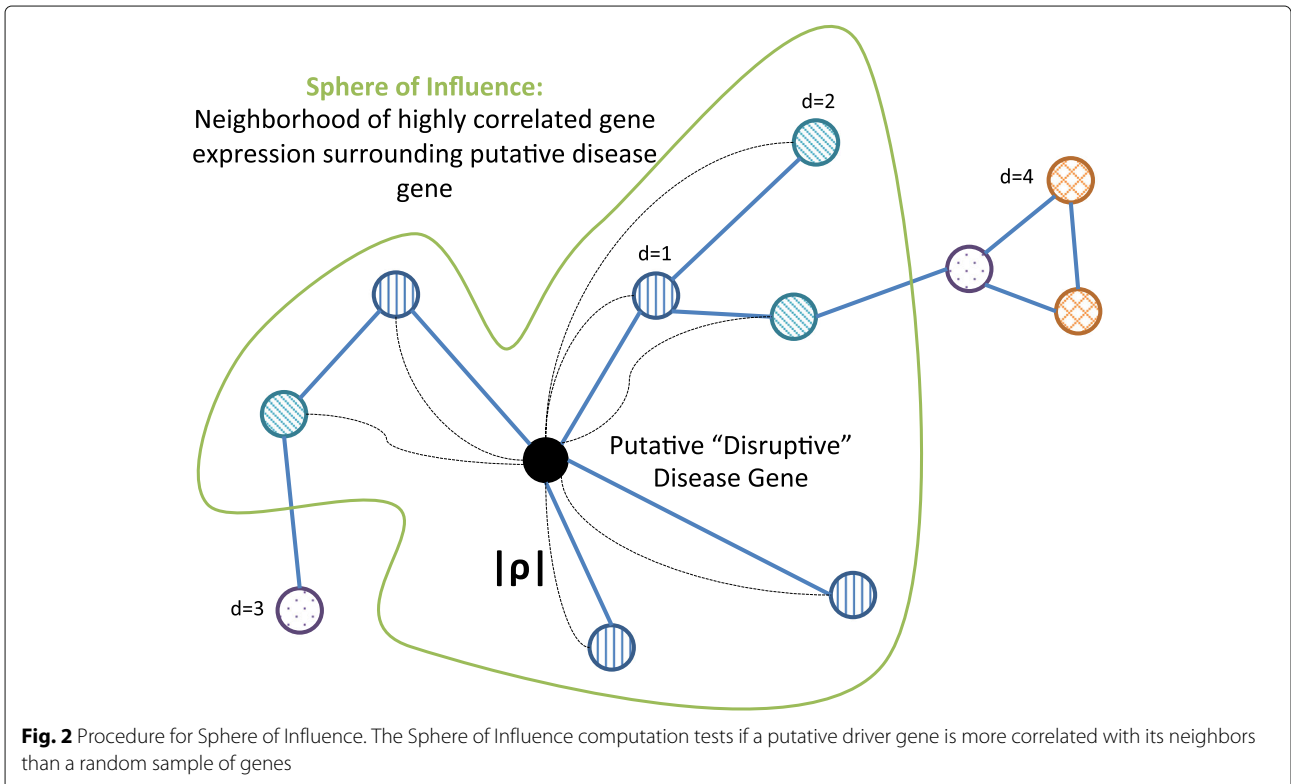 Sphere of Influence:
Neighborhood of highly correlated gene
expression surrounding putative disease
gene
d=2
d=4
d=1
Putative “Disruptive”
Disease Gene
|ρ|
d=3
Fig. 2 Procedure for Sphere of Influence. The Sphere of Influence computation tests if a putative driver gene is more correlated with its neighbors
than a random sample of genes